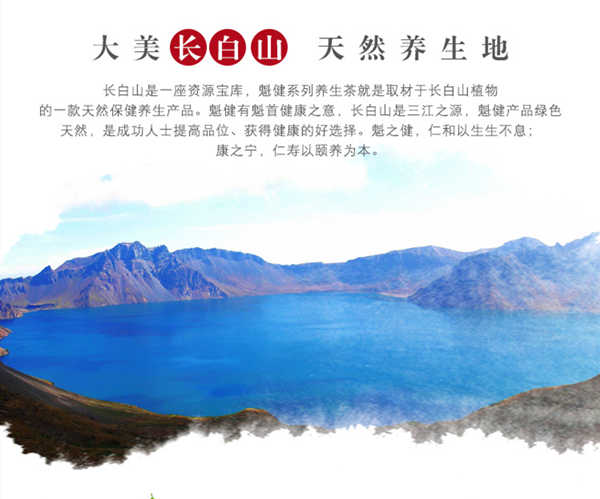 大美长白山 天然养生地
长白山是一座资源宝库，魁健系列养生茶就是取材于长白山植物
的一款天然保健养生产品。魁健有魁首健康之意，长白山是三江之源，魁健产品绿色
天然，是成功人士提高品位、获得健康的好选择。魁之健，仁和以生生不息；
康之宁，仁寿以颐养为本。